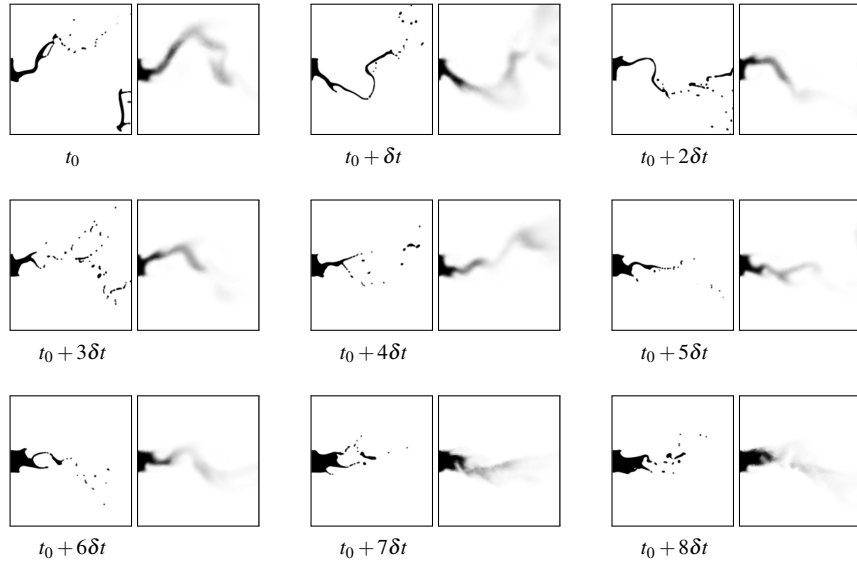 t₀
t₀ + δt
t₀ + 2δt
t₀ + 3δt
t₀ + 4δt
t₀ + 5δt
t₀ + 6δt
t₀ + 7δt
t₀ + 8δt